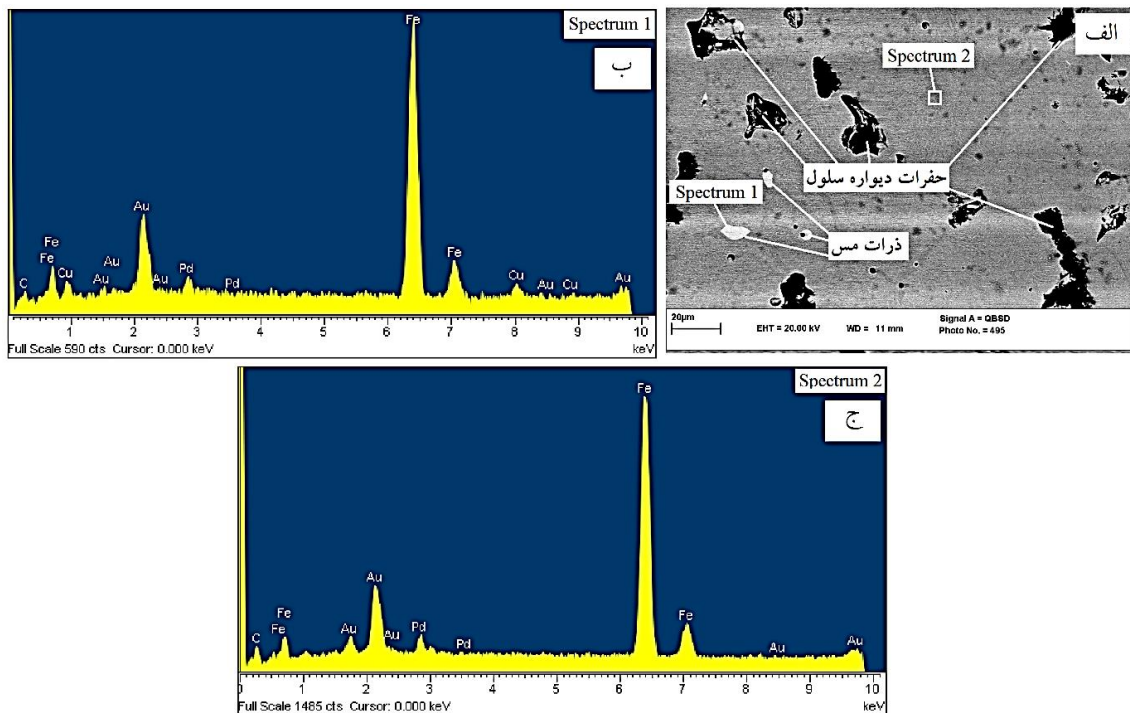 Spectrum 1
ب
Fe
Au
Fe
Fe
C
Cu
Au
Au
Au
Pd
Pd
Fe
Cu
Au
Cu
Au
1 2 3 4 5 6 7 8 9 10
Full Scale 590 cts Cursor: 0.000 keV
keV
الف
Spectrum 2
حفرات دیواره سلول
Spectrum 1
ذرات مس
20µm
EHT = 20.00 kV
WD = 11 mm
Signal A = QBSD
Photo No. = 495
Spectrum 2
ج
Fe
Au
Fe
Fe
C
Au
Au
Pd
Pd
Fe
Au
Au
0 1 2 3 4 5 6 7 8 9 10
Full Scale 1485 cts Cursor: 0.000 keV
keV